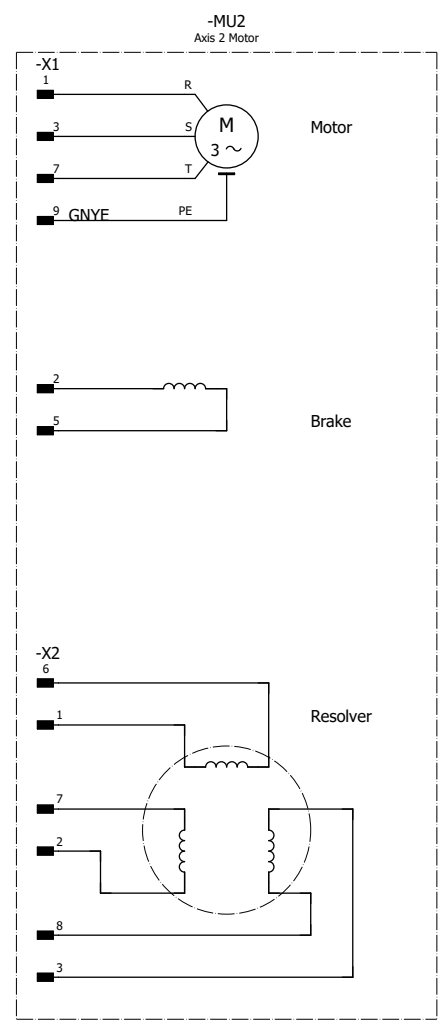 -MU2
Axis 2 Motor
-X1
1
R
3
S
M
3 ~
Motor
7
T
9 GNYE PE
2
5
Brake
-X2
6
1
Resolver
7
2
8
3